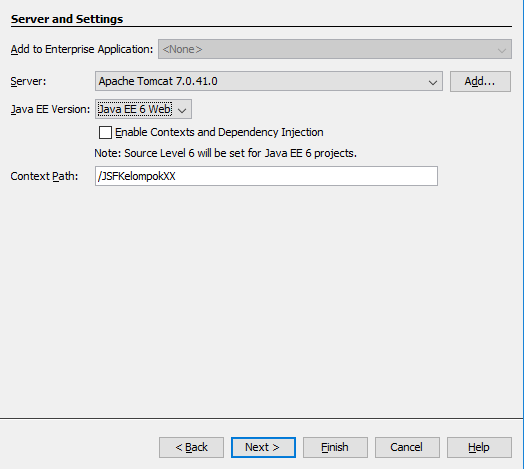 Server and Settings
Add to Enterprise Application: <None>
Server: Apache Tomcat 7.0.41.0 Add...
Java EE Version: Java EE 6 Web
Enable Contexts and Dependency Injection
Note: Source Level 6 will be set for Java EE 6 projects.
Context Path: /JSFKelompokXX
< Back Next > Finish Cancel Help